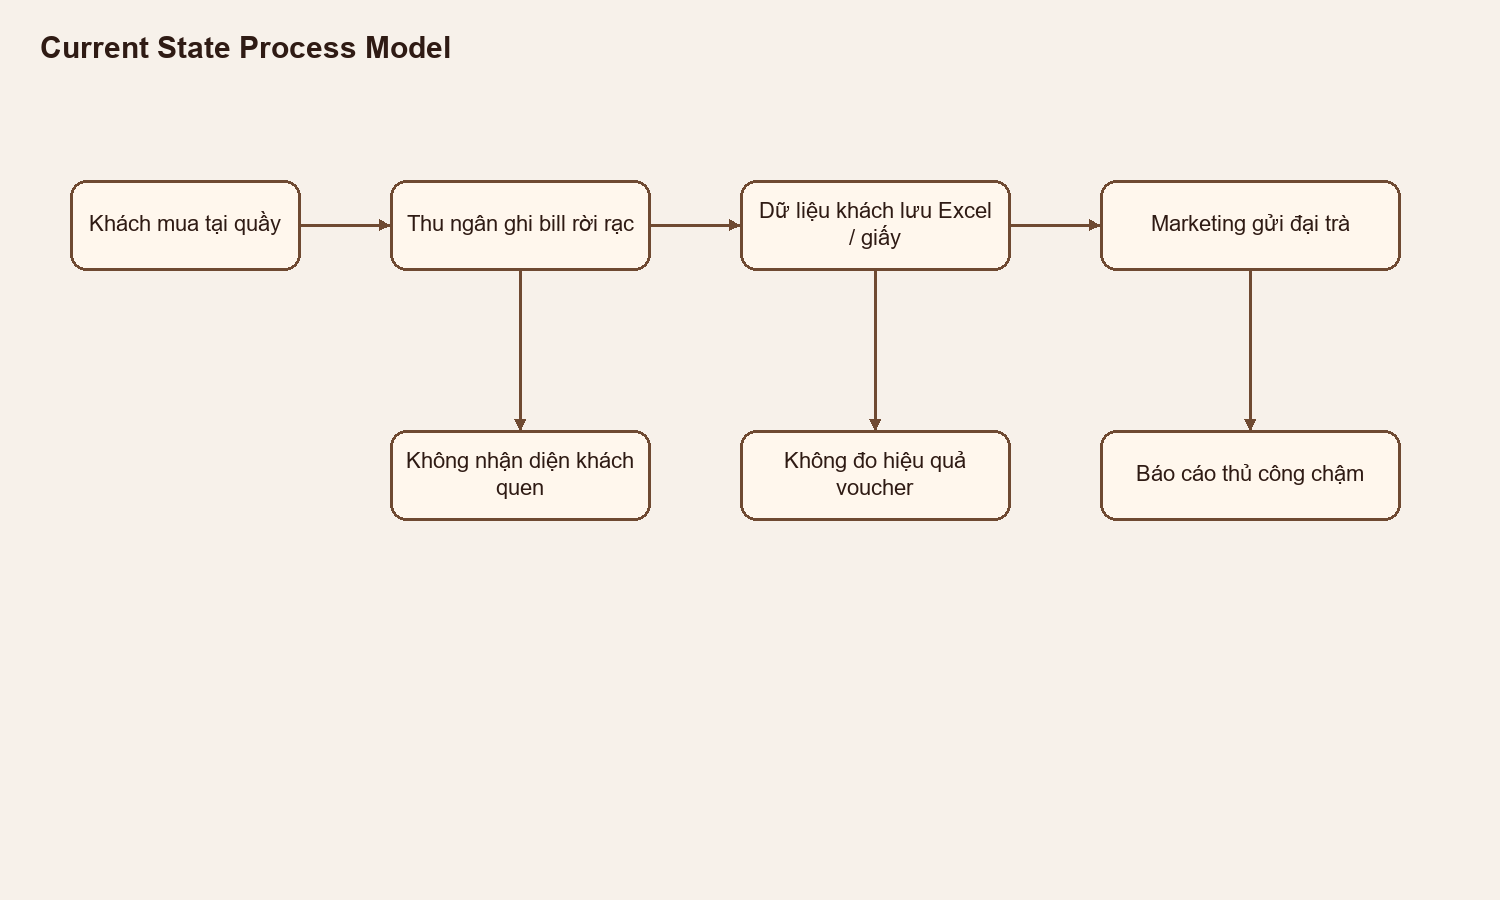 Current State Process Model
Khách mua tại quầy
Thu ngân ghi bill rời rạc
Dữ liệu khách lưu Excel
/ giấy
Marketing gửi đại trà
Không nhận diện khách
quen
Không đo hiệu quả
voucher
Báo cáo thủ công chậm